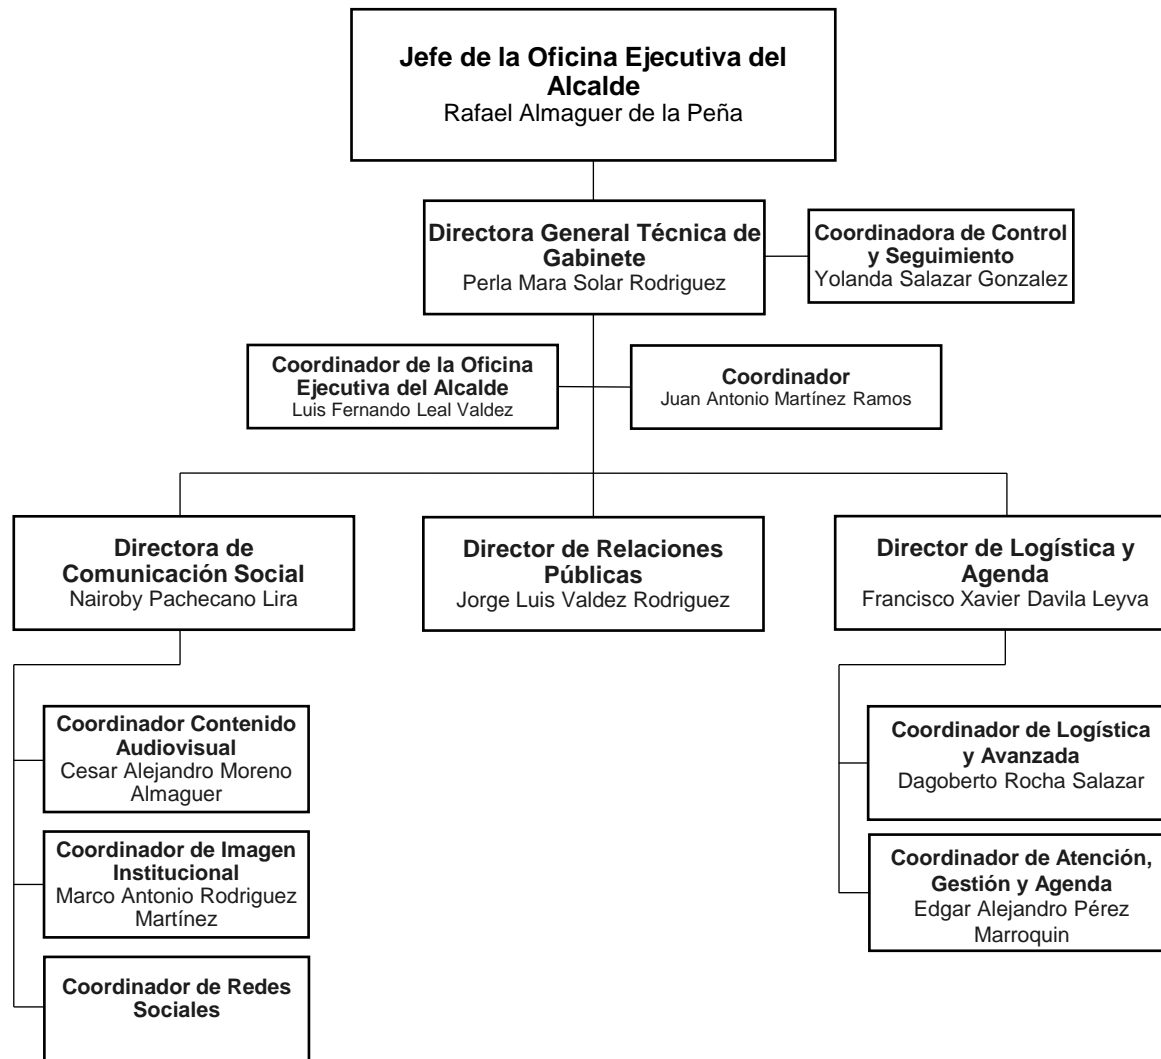 Jefe de la Oficina Ejecutiva del
Alcalde
Rafael Almaguer de la Peña
Directora General Técnica de
Gabinete
Perla Mara Solar Rodriguez
Coordinadora de Control
y Seguimiento
Yolanda Salazar Gonzalez
Coordinador de la Oficina
Ejecutiva del Alcalde
Luis Fernando Leal Valdez
Coordinador
Juan Antonio Martínez Ramos
Directora de
Comunicación Social
Nairoby Pachecano Lira
Director de Relaciones
Públicas
Jorge Luis Valdez Rodriguez
Director de Logística y
Agenda
Francisco Xavier Davila Leyva
Coordinador Contenido
Audiovisual
Cesar Alejandro Moreno
Almaguer
Coordinador de Imagen
Institucional
Marco Antonio Rodriguez
Martínez
Coordinador de Redes
Sociales
Coordinador de Logística
y Avanzada
Dagoberto Rocha Salazar
Coordinador de Atención,
Gestión y Agenda
Edgar Alejandro Pérez
Marroquin